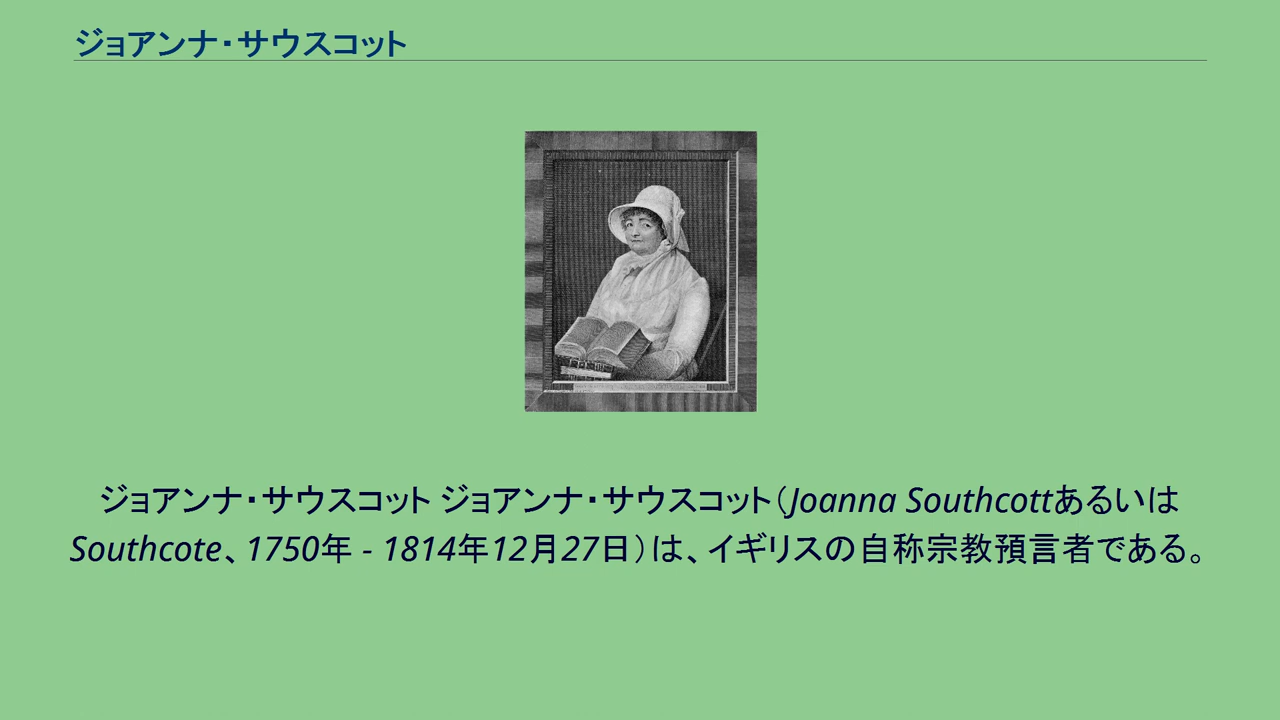 ジョアンナ・サウスコット
ジョアンナ・サウスコット ジョアンナ・サウスコット（Joanna Southcottあるいは
Southcote、1750年 - 1814年12月27日）は、イギリスの自称宗教預言者である。